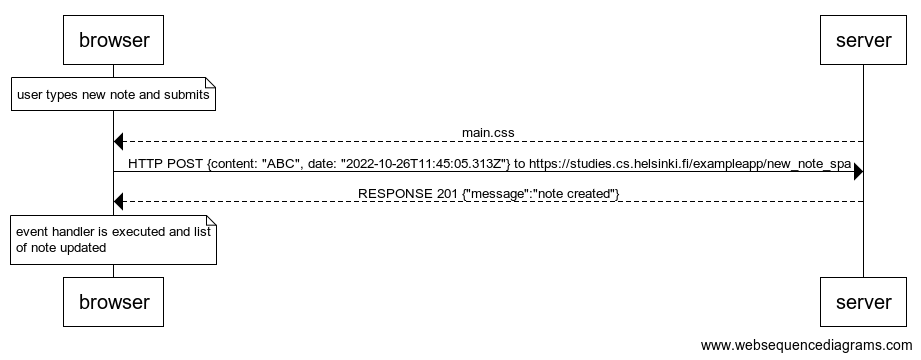 browser
server
user types new note and submits
main.css
HTTP POST {content: "ABC", date: "2022-10-26T11:45:05.313Z"} to https://studies.cs.helsinki.fi/exampleapp/new_note_spa
RESPONSE 201 {"message":"note created"}
event handler is executed and list
of note updated
browser
server
www.websequencediagrams.com